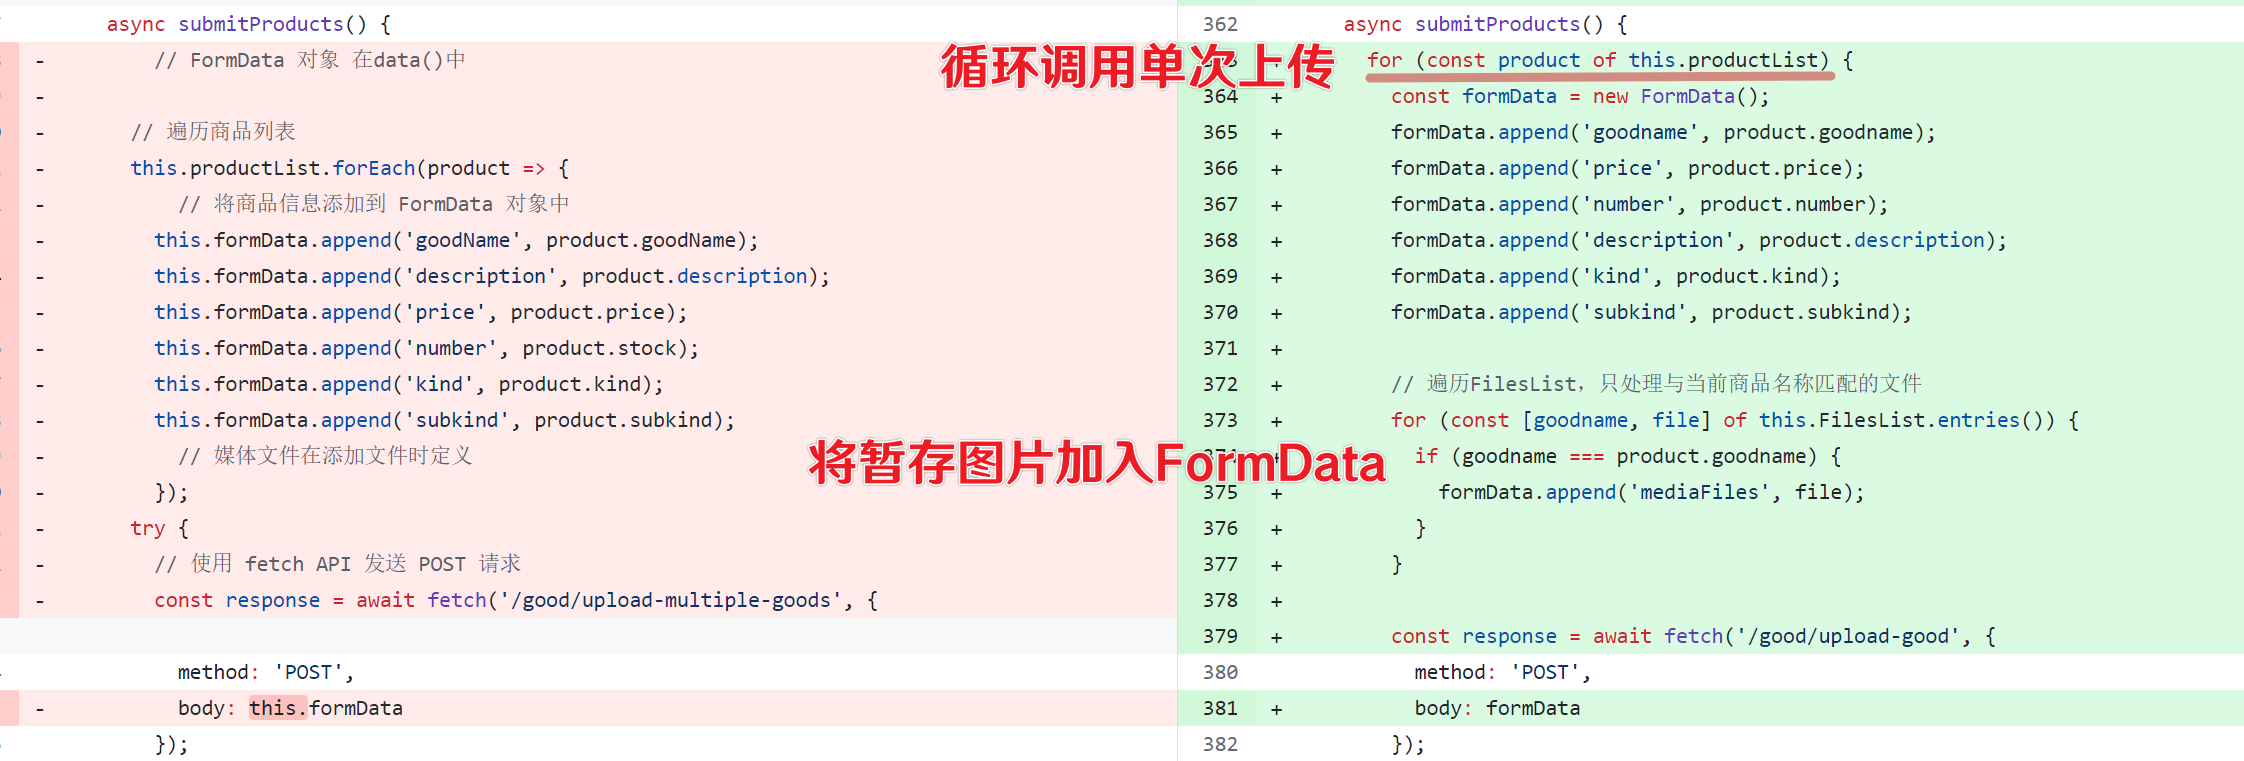 async submitProducts() {
- // FormData 对象 在data()中
-
- // 遍历商品列表
- this.productList.forEach(product => {
- // 将商品信息添加到 FormData 对象中
- this.formData.append('goodName', product.goodName);
- this.formData.append('description', product.description);
- this.formData.append('price', product.price);
- this.formData.append('number', product.stock);
- this.formData.append('kind', product.kind);
- this.formData.append('subkind', product.subkind);
- // 媒体文件在添加文件时定义
- });
- try {
- // 使用 fetch API 发送 POST 请求
- const response = await fetch('/good/upload-multiple-goods', {
method: 'POST',
- body: this.formData
});
循环调用单次上传
将暂存图片加入FormData
362 async submitProducts() {
for (const product of this.productList) {
364 + const formData = new FormData();
365 + formData.append('goodname', product.goodname);
366 + formData.append('price', product.price);
367 + formData.append('number', product.number);
368 + formData.append('description', product.description);
369 + formData.append('kind', product.kind);
370 + formData.append('subkind', product.subkind);
371 +
372 + // 遍历FilesList，只处理与当前商品名称匹配的文件
373 + for (const [goodname, file] of this.FilesList.entries()) {
if (goodname === product.goodname) {
375 + formData.append('mediaFiles', file);
376 + }
377 + }
378 +
379 + const response = await fetch('/good/upload-good', {
380 method: 'POST',
381 + body: formData
382 });